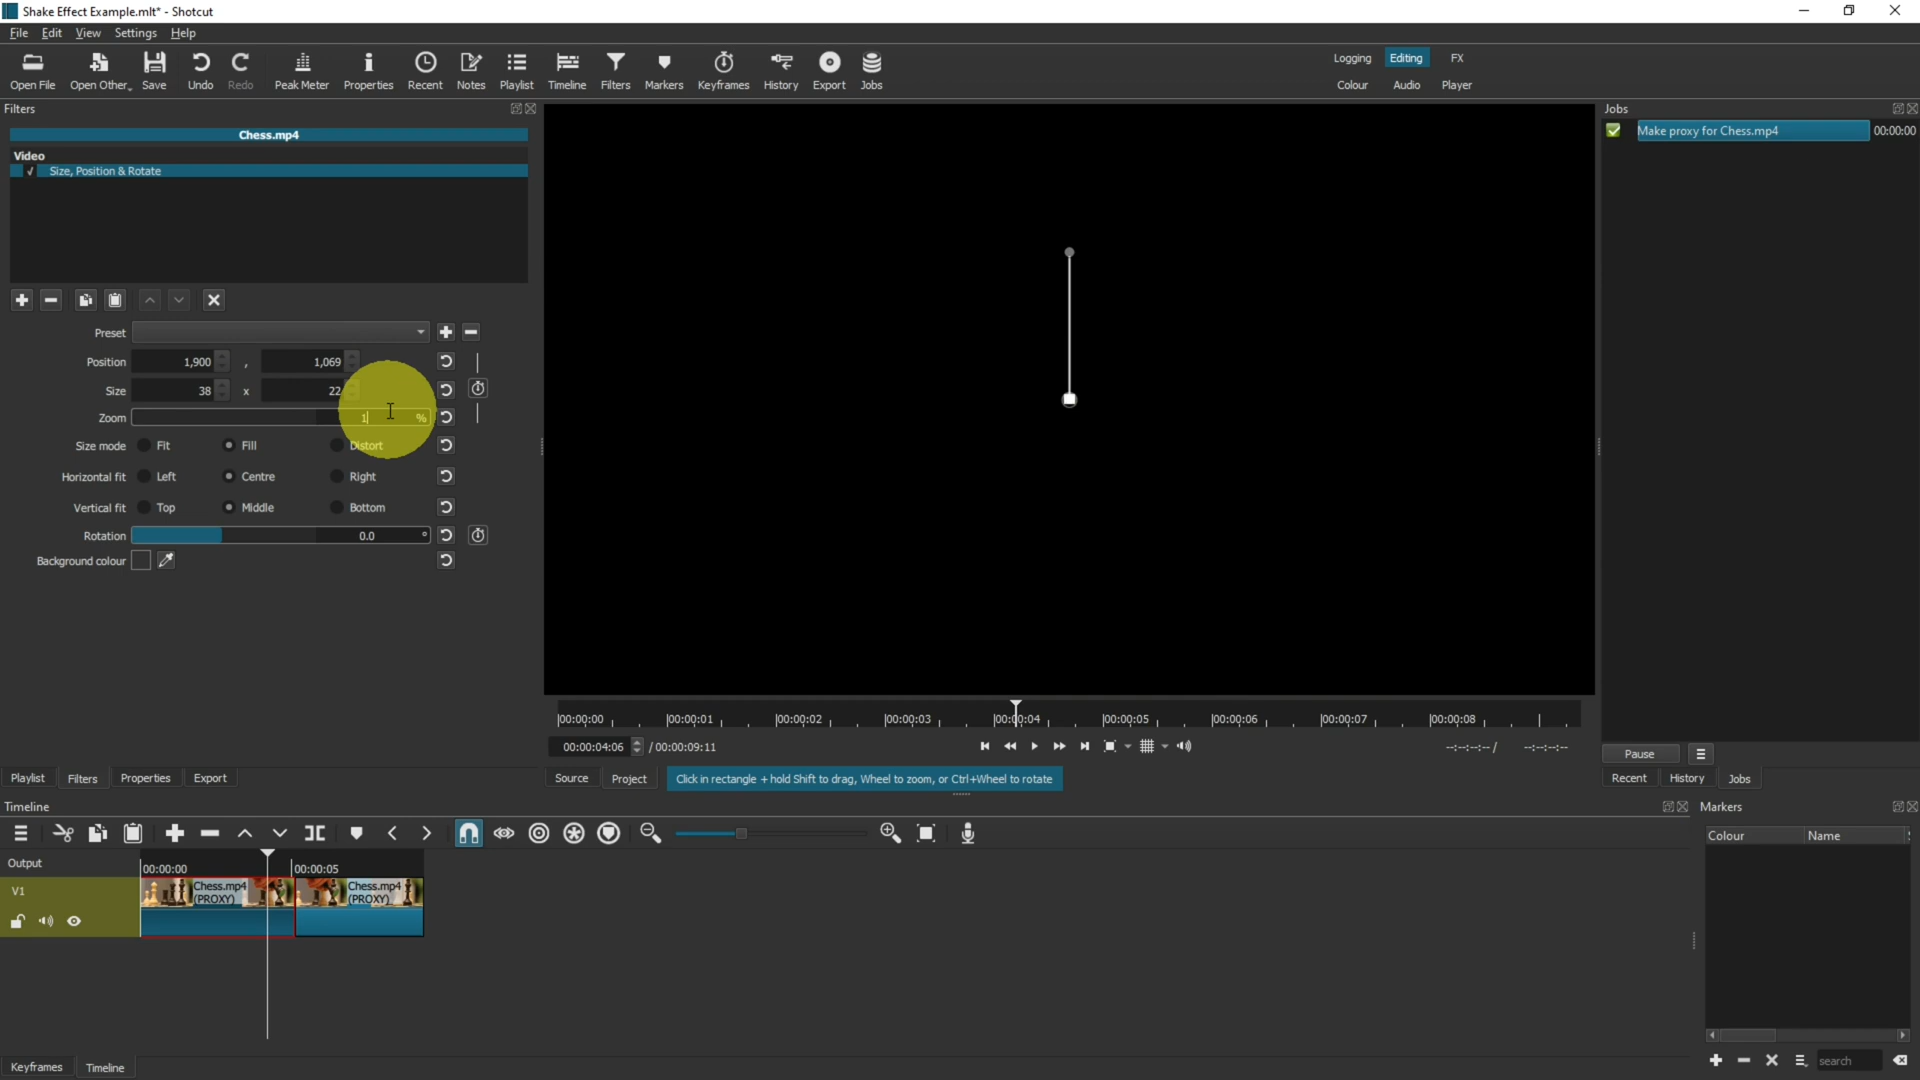 Shake Effect Example.mlt* - Shotcut
File Edit View Settings Help
Open File Open Other... Save Undo Redo Peak Meter Properties Recent Notes Playlist Timeline Filters Markers Keyframes History Export Jobs
Logging Editing FX
Colour Audio Player
Filters
Jobs
Chess.mp4
Make proxy for Chess.mp4 00:00:00
Video
Size, Position & Rotate
Preset
Position 1,900 , 1,069
Size 38 x 22
Zoom 1 %
Size mode Fit Fill Distort
Horizontal fit Left Centre Right
Vertical fit Top Middle Bottom
Rotation 0.0 °
Background colour
00:00:00 00:00:01 00:00:02 00:00:03 00:00:04 00:00:05 00:00:06 00:00:07 00:00:08
00:00:04:06 / 00:00:09:11 --:--:--:-- / --:--:--:--
Pause
Playlist Filters Properties Export
Source Project Click in rectangle + hold Shift to drag, Wheel to zoom, or Ctrl+Wheel to rotate
Recent History Jobs
Timeline
Markers
Colour Name
Output
00:00:00 00:00:05
V1
Chess.mp4
(PROXY)
Chess.mp4
(PROXY)
search
Keyframes Timeline